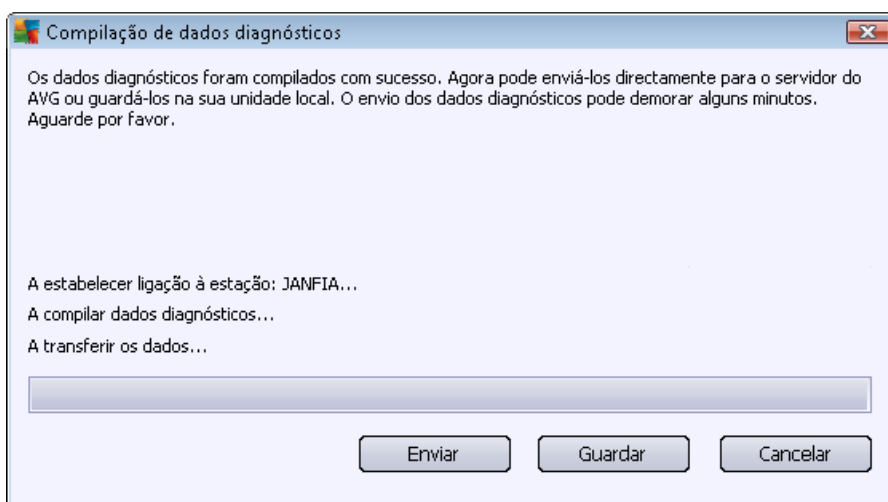 Compilação de dados diagnósticos
Os dados diagnósticos foram compilados com sucesso. Agora pode enviá-los directamente para o servidor do
AVG ou guardá-los na sua unidade local. O envio dos dados diagnósticos pode demorar alguns minutos.
Aguarde por favor.
A estabelecer ligação à estação: JANFIA...
A compilar dados diagnósticos...
A transferir os dados...
Enviar Guardar Cancelar